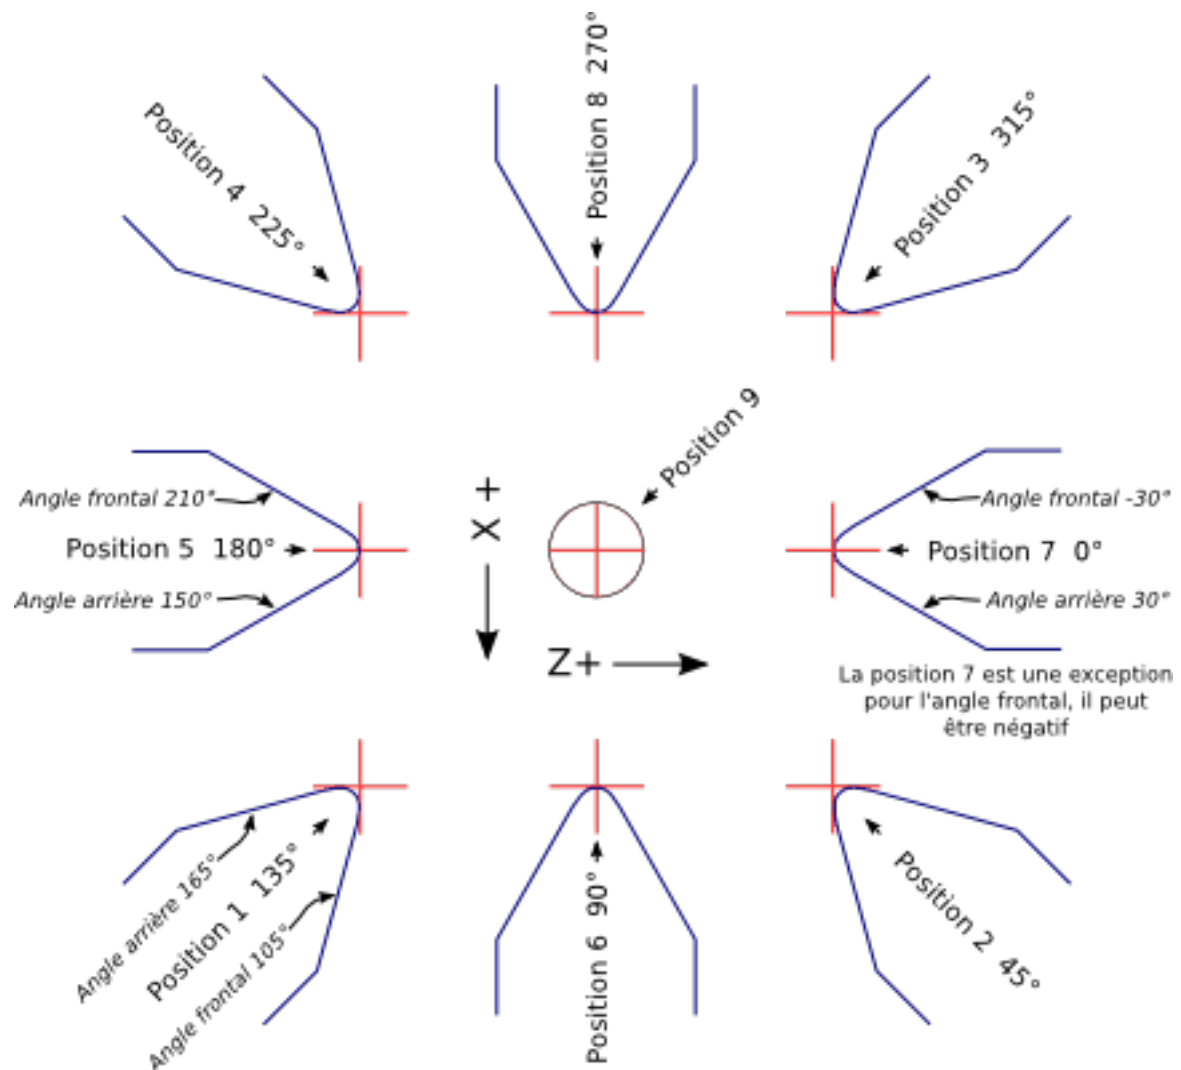 Position 4 225°
Position 8 270°
Position 3 315°
Position 9
Angle frontal 210°
Position 5 180°
Angle arrière 150°
X +
Z+
Angle frontal -30°
Position 7 0°
Angle arrière 30°
La position 7 est une exception
pour l'angle frontal, il peut
être négatif
Angle arrière 165°
Position 1 135°
Angle frontal 105°
Position 6 90°
Position 2 45°